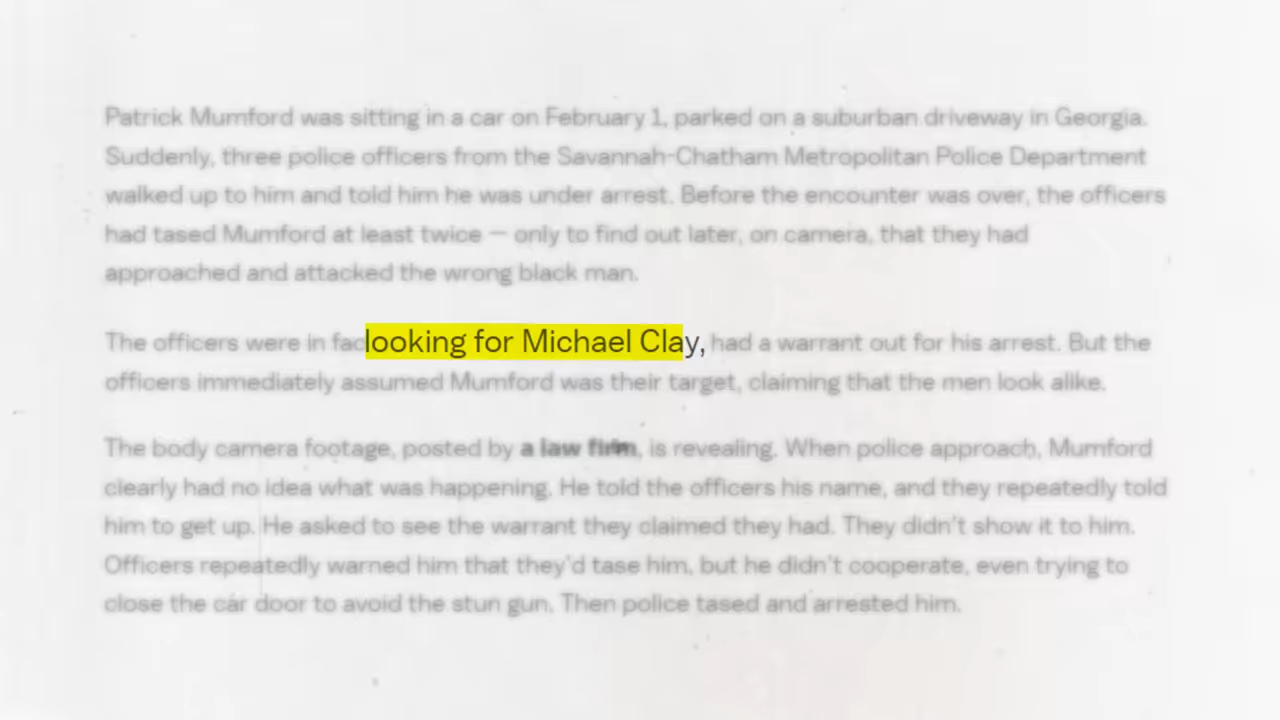 Patrick Mumford was sitting in a car on February 1, parked on a suburban driveway in Georgia.
Suddenly, three police officers from the Savannah-Chatham Metropolitan Police Department
walked up to him and told him he was under arrest. Before the encounter was over, the officers
had tased Mumford at least twice — only to find out later, on camera, that they had
approached and attacked the wrong black man.
The officers were in fac looking for Michael Clay, had a warrant out for his arrest. But the
officers immediately assumed Mumford was their target, claiming that the men look alike.
The body camera footage, posted by a law firm, is revealing. When police approach, Mumford
clearly had no idea what was happening. He told the officers his name, and they repeatedly told
him to get up. He asked to see the warrant they claimed they had. They didn't show it to him.
Officers repeatedly warned him that they'd tase him, but he didn't cooperate, even trying to
close the car door to avoid the stun gun. Then police tased and arrested him.